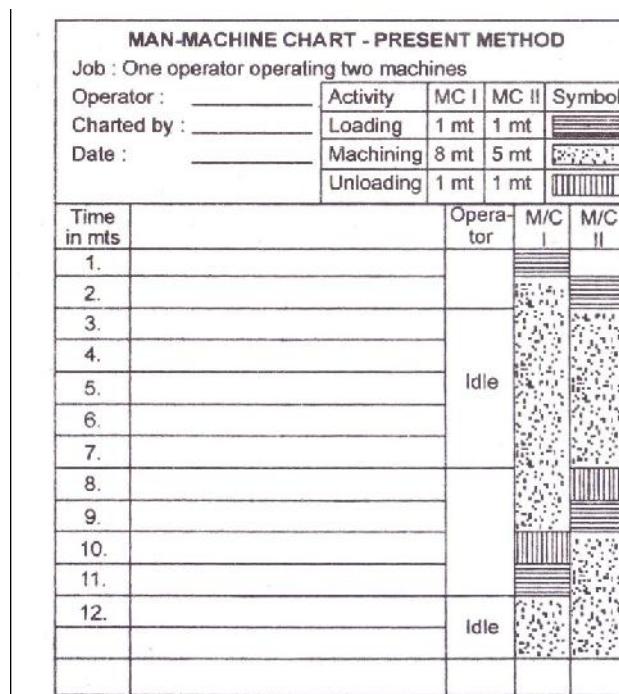 MAN-MACHINE CHART - PRESENT METHOD
Job : One operator operating two machines
Operator : Activity MC I MC II Symbol
Charted by : Loading 1 mt 1 mt
Date : Machining 8 mt 5 mt
Unloading 1 mt 1 mt
Time in mts Opera-tor M/C I M/C II
1.
2.
3.
4.
5. Idle
6.
7.
8.
9.
10.
11.
12.
Idle